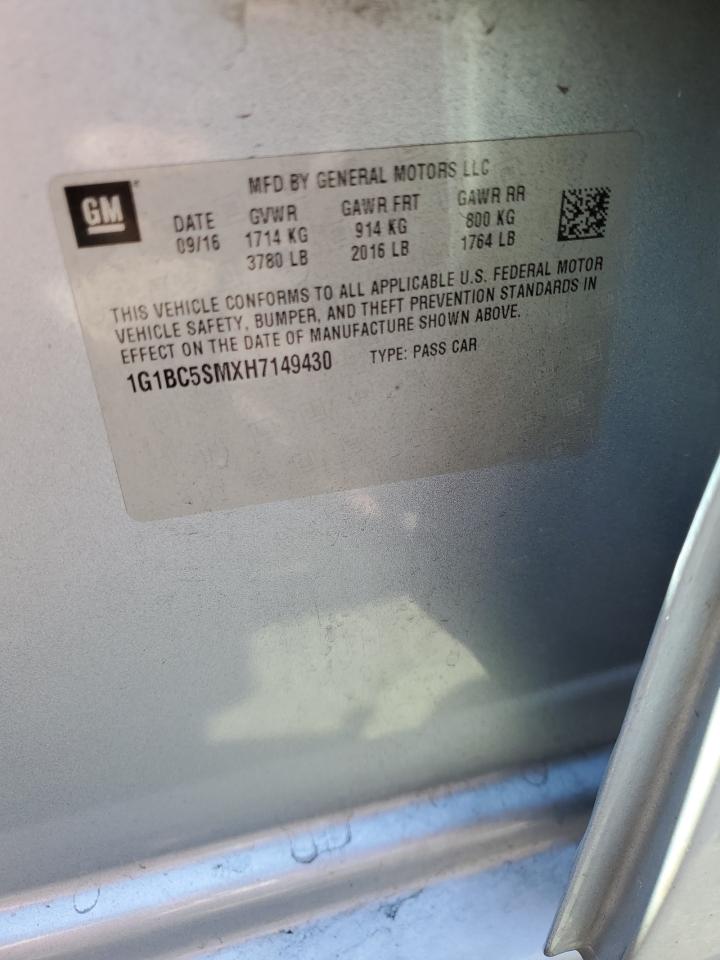 MFD BY GENERAL MOTORS LLC
GM
DATE GVWR GAWR FRT GAWR RR
09/16 1714 KG 914 KG 800 KG
3780 LB 2016 LB 1764 LB
THIS VEHICLE CONFORMS TO ALL APPLICABLE U.S. FEDERAL MOTOR
VEHICLE SAFETY, BUMPER, AND THEFT PREVENTION STANDARDS IN
EFFECT ON THE DATE OF MANUFACTURE SHOWN ABOVE.
1G1BC5SMXH7149430 TYPE: PASS CAR